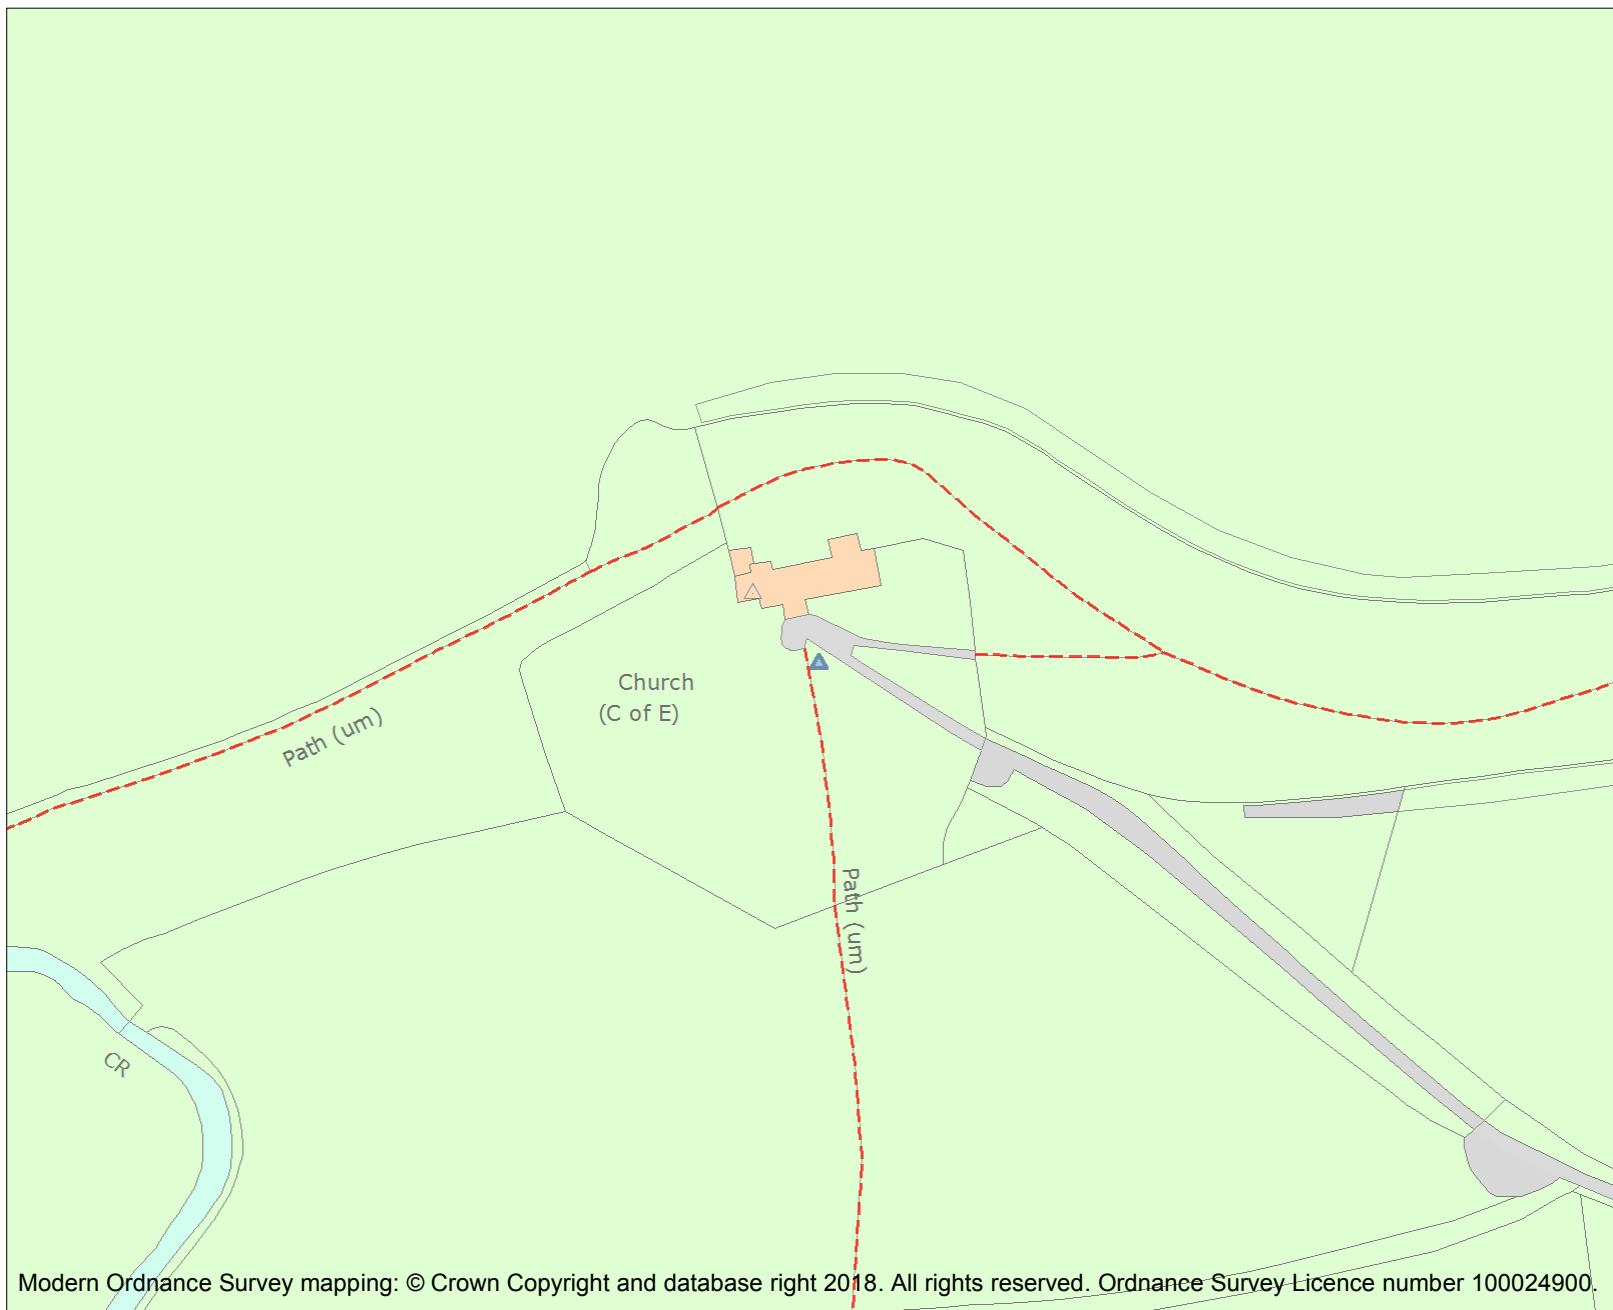 Church
(C of E)
Path (um)
Path (um)
CR
Modern Ordnance Survey mapping: © Crown Copyright and database right 2018. All rights reserved. Ordnance Survey Licence number 100024900.